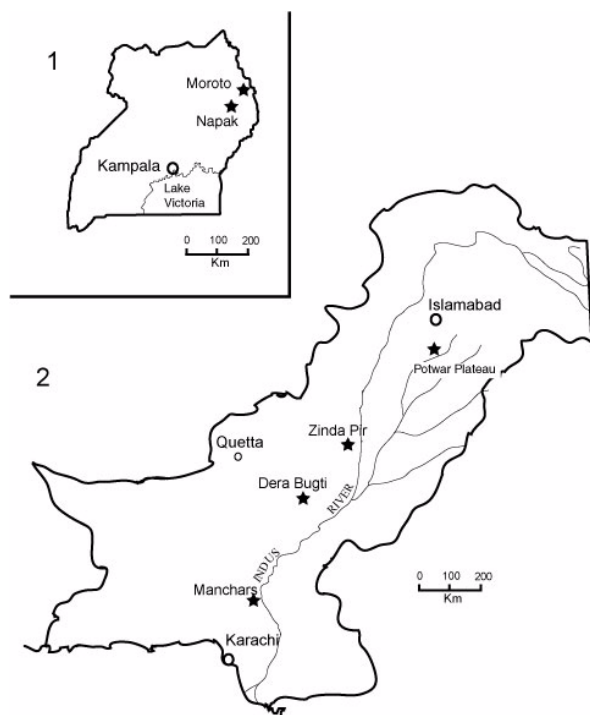 1
Moroto
Napak
Kampala
Lake
Victoria
0 100 200
Km
2
Islamabad
Potwar Plateau
Zinda Pir
Quetta
Dera Bugti
INDUS RIVER
Manchars
0 100 200
Km
Karachi